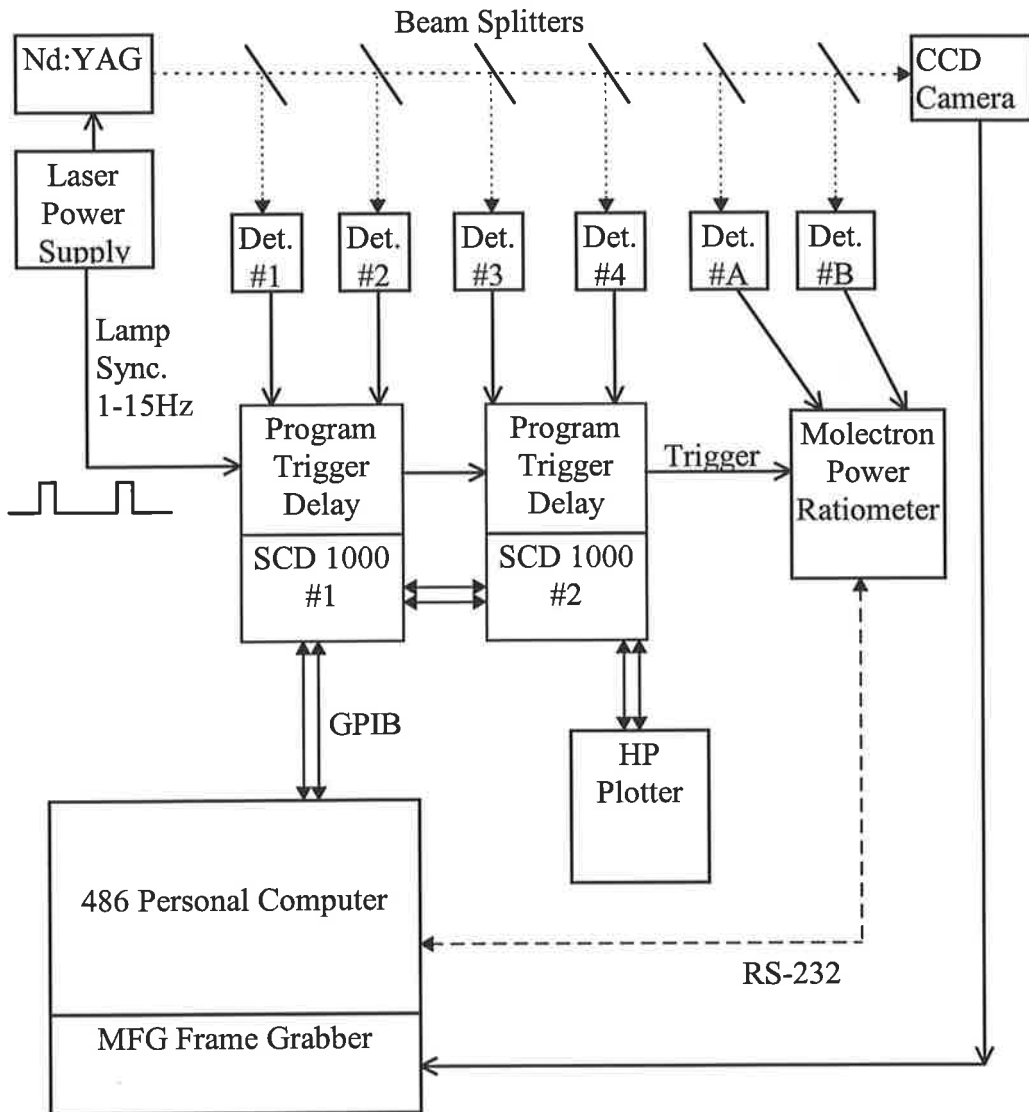 Beam Splitters
Nd:YAG
CCD
Camera
Laser
Power
Supply
Det.
#1
Det.
#2
Det.
#3
Det.
#4
Det.
#A
Det.
#B
Lamp
Sync.
1-15Hz
Program
Trigger
Delay
Program
Trigger
Delay
Trigger
Molectron
Power
Ratiometer
SCD 1000
#1
SCD 1000
#2
GPIB
HP
Plotter
486 Personal Computer
RS-232
MFG Frame Grabber